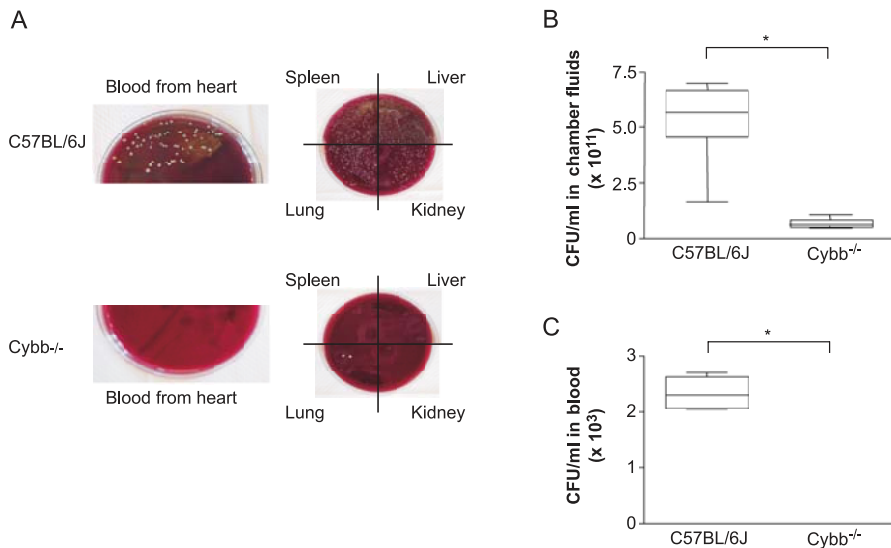 A
Blood from heart
C57BL/6J
Spleen Liver
Lung Kidney
Cybb-/-
Blood from heart
Spleen Liver
Lung Kidney
B
*
CFU/ml in chamber fluids
(x 10¹¹)
7.5
5.0
2.5
0
C57BL/6J Cybb⁻/⁻
C
*
CFU/ml in blood
(x 10³)
3
2
1
0
C57BL/6J Cybb⁻/⁻